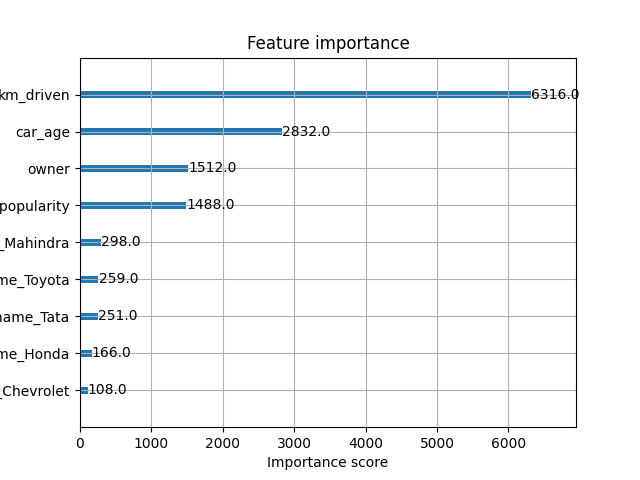 Feature importance
km_driven 6316.0
car_age 2832.0
owner 1512.0
popularity 1488.0
_Mahindra 298.0
me_Toyota 259.0
name_Tata 251.0
me_Honda 166.0
_Chevrolet 108.0
0 1000 2000 3000 4000 5000 6000
Importance score